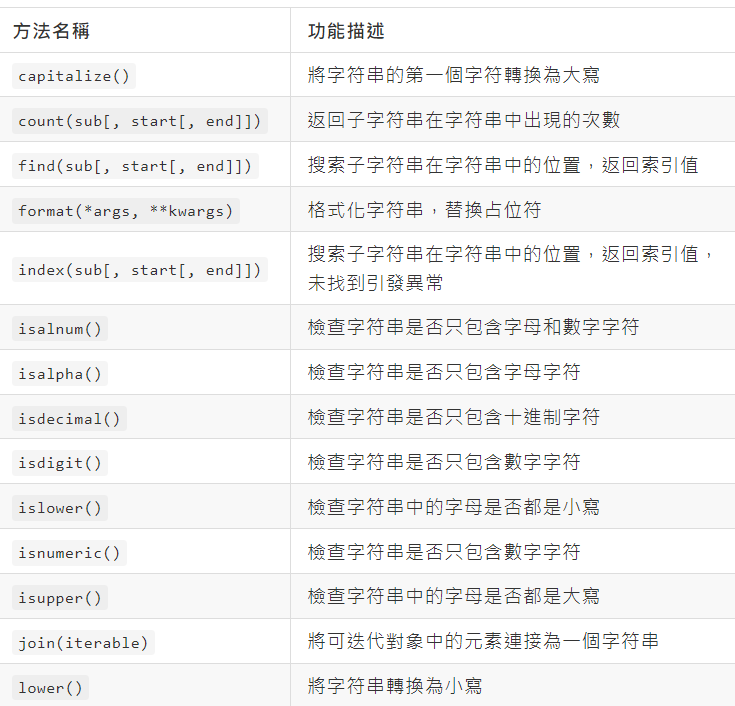 方法名稱 功能描述
capitalize() 將字符串的第一個字符轉換為大寫
count(sub[, start[, end]]) 返回子字符串在字符串中出現的次數
find(sub[, start[, end]]) 搜索子字符串在字符串中的位置，返回索引值
format(*args, **kwargs) 格式化字符串，替換占位符
index(sub[, start[, end]]) 搜索子字符串在字符串中的位置，返回索引值，
未找到引發異常
isalnum() 檢查字符串是否只包含字母和數字字符
isalpha() 檢查字符串是否只包含字母字符
isdecimal() 檢查字符串是否只包含十進制字符
isdigit() 檢查字符串是否只包含數字字符
islower() 檢查字符串中的字母是否都是小寫
isnumeric() 檢查字符串是否只包含數字字符
isupper() 檢查字符串中的字母是否都是大寫
join(iterable) 將可迭代對象中的元素連接為一個字符串
lower() 將字符串轉換為小寫